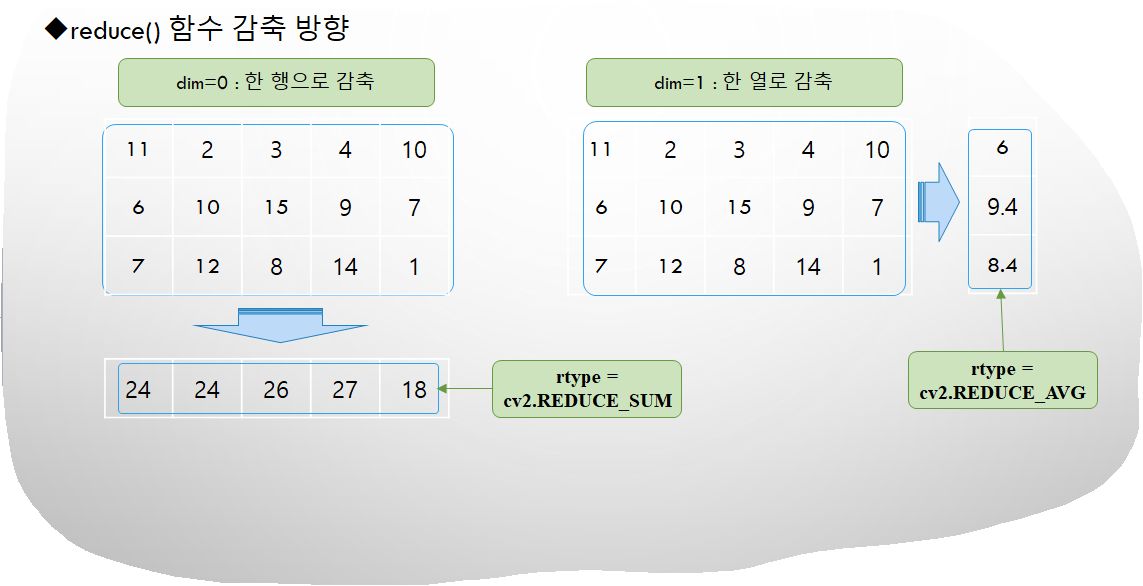 ◆reduce() 함수 감축 방향
dim=0 : 한 행으로 감축
11 2 3 4 10
6 10 15 9 7
7 12 8 14 1
24 24 26 27 18
rtype =
cv2.REDUCE_SUM
dim=1 : 한 열로 감축
11 2 3 4 10
6 10 15 9 7
7 12 8 14 1
6
9.4
8.4
rtype =
cv2.REDUCE_AVG